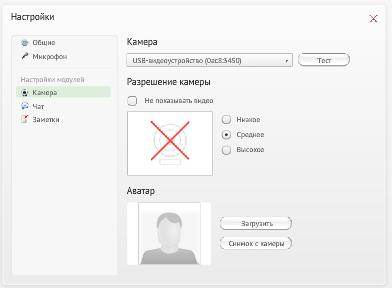 Настройки
Общие
Микрофон
Настройки модулей
Камера
Чат
Заметки
Камера
USB-видеоустройство (0ac8:3450)
Тест
Разрешение камеры
Не показывать видео
Низкое
Среднее
Высокое
Аватар
Загрузить
Снимок с камеры